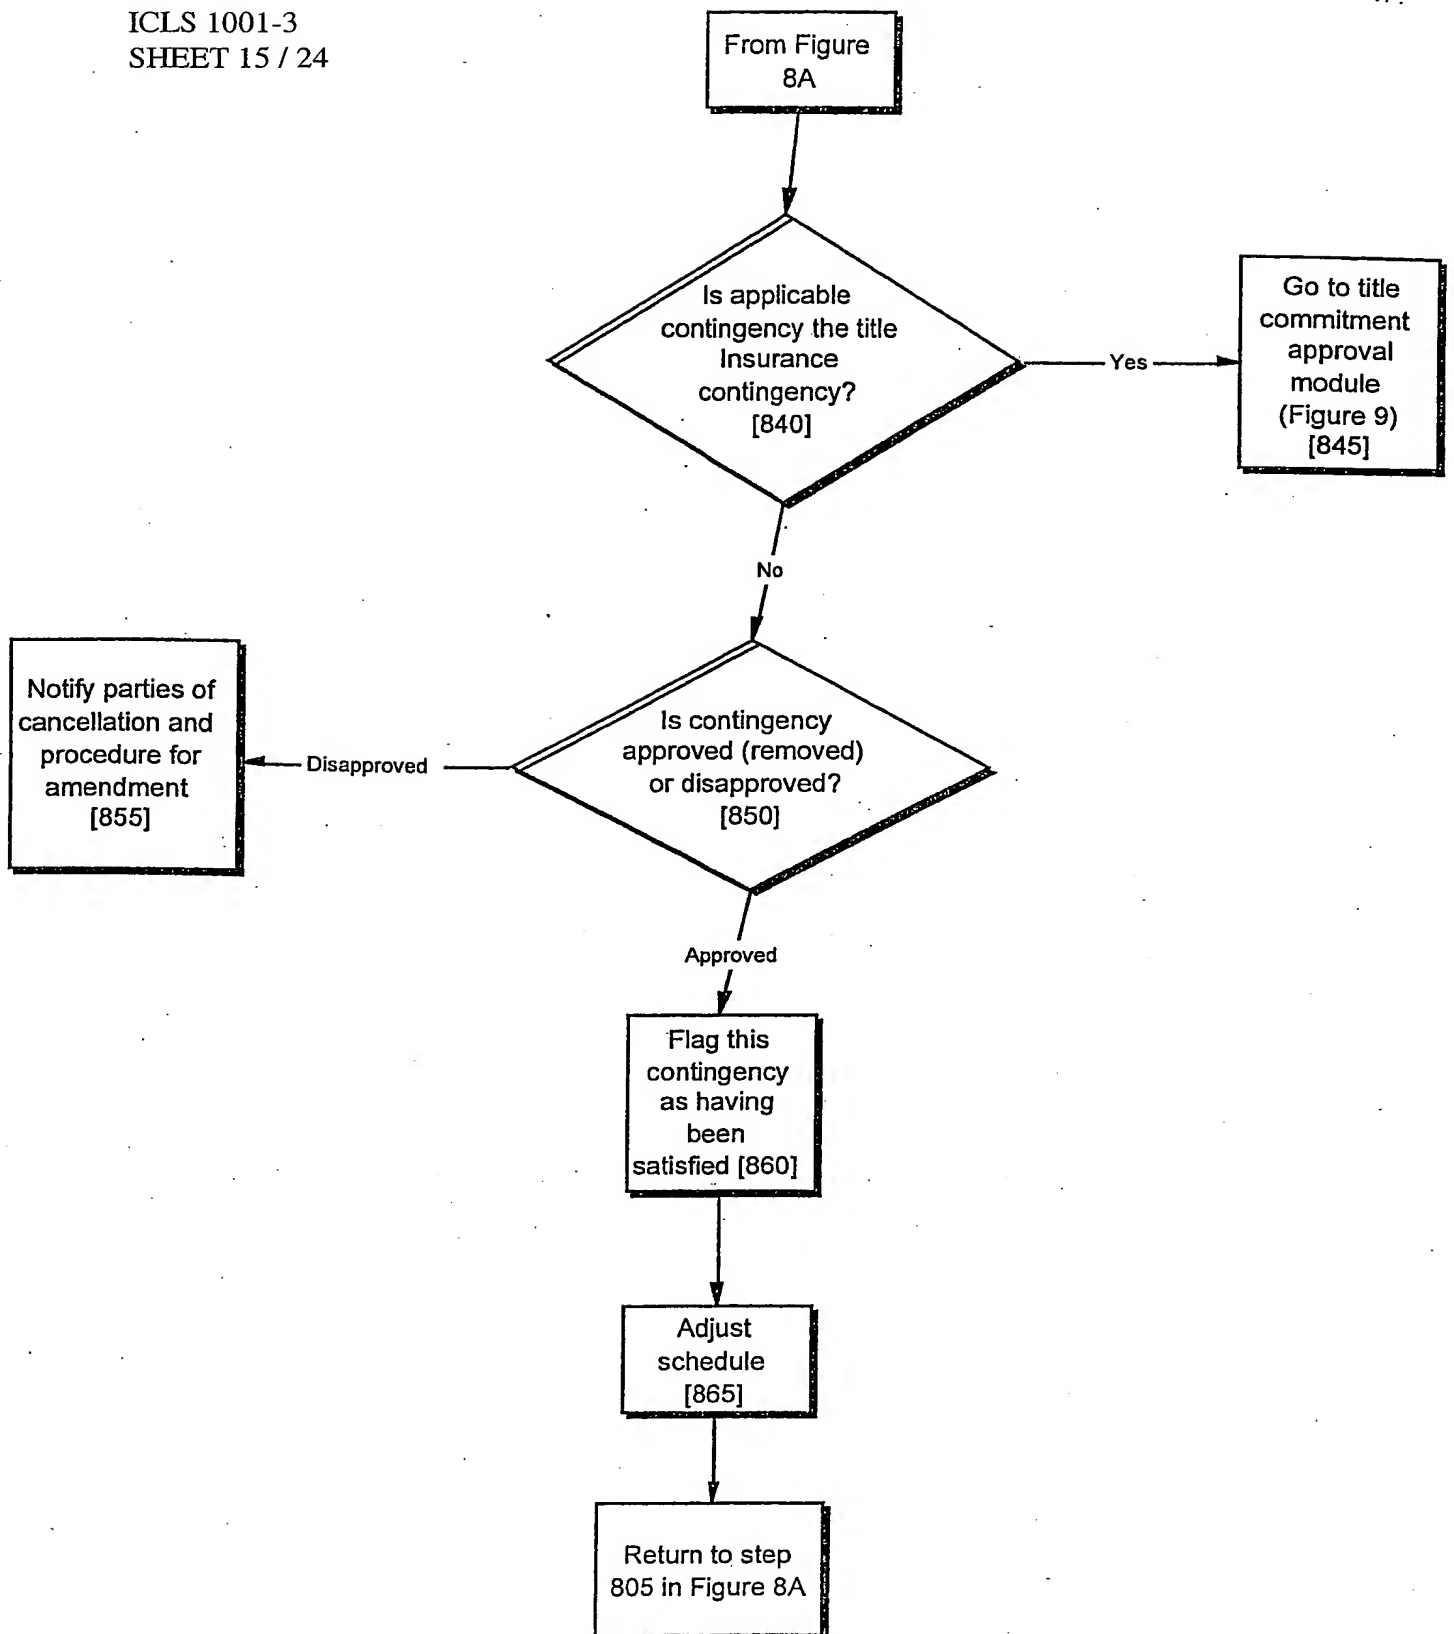 ICLS 1001-3
SHEET 15 / 24
From Figure
8A
Is applicable
contingency the title
Insurance
contingency?
[840]
Yes
Go to title
commitment
approval
module
(Figure 9)
[845]
No
Notify parties of
cancellation and
procedure for
amendment
[855]
Disapproved
Is contingency
approved (removed)
or disapproved?
[850]
Approved
Flag this
contingency
as having
been
satisfied [860]
Adjust
schedule
[865]
Return to step
805 in Figure 8A